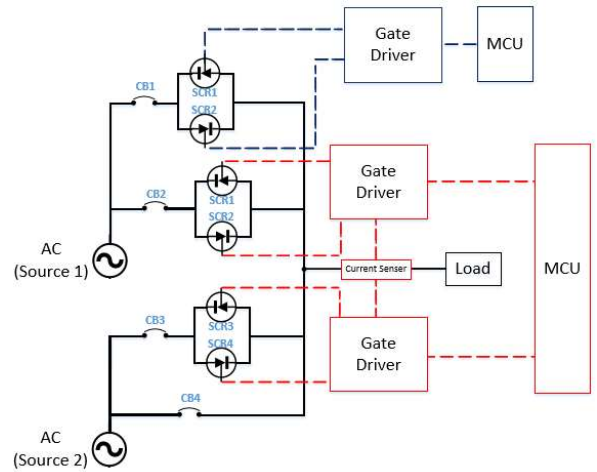 Gate
Driver
MCU
CB1
SCR1
SCR2
Gate
Driver
CB2
SCR1
SCR2
AC
(Source 1)
Current Senser
Load
MCU
CB3
SCR3
SCR4
Gate
Driver
CB4
AC
(Source 2)